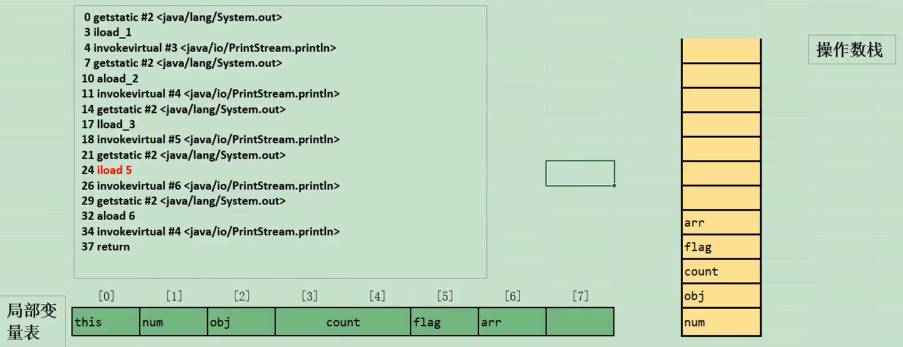 0 getstatic #2 <java/lang/System.out>
3 iload_1
4 invokevirtual #3 <java/io/PrintStream.println>
7 getstatic #2 <java/lang/System.out>
10 aload_2
11 invokevirtual #4 <java/io/PrintStream.println>
14 getstatic #2 <java/lang/System.out>
17 lload_3
18 invokevirtual #5 <java/io/PrintStream.println>
21 getstatic #2 <java/lang/System.out>
24 iload 5
26 invokevirtual #6 <java/io/PrintStream.println>
29 getstatic #2 <java/lang/System.out>
32 aload 6
34 invokevirtual #4 <java/io/PrintStream.println>
37 return
操作数栈
arr
flag
count
obj
num
[0] [1] [2] [3] [4] [5] [6] [7]
局部变
量表
this num obj count flag arr